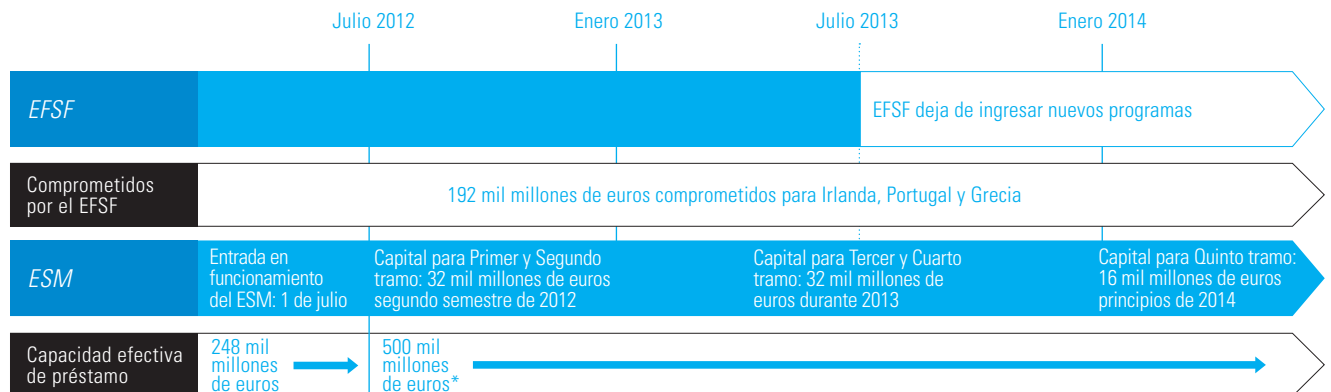 Julio 2012
Enero 2013
Julio 2013
Enero 2014
EFSF
EFSF deja de ingresar nuevos programas
Comprometidos
por el EFSF
192 mil millones de euros comprometidos para Irlanda, Portugal y Grecia
ESM
Entrada en
funcionamiento
del ESM: 1 de julio
Capital para Primer y Segundo
tramo: 32 mil millones de euros
segundo semestre de 2012
Capital para Tercer y Cuarto
tramo: 32 mil millones de
euros durante 2013
Capital para Quinto tramo:
16 mil millones de euros
principios de 2014
Capacidad efectiva
de préstamo
248 mil
millones
de euros
500 mil
millones
de euros*